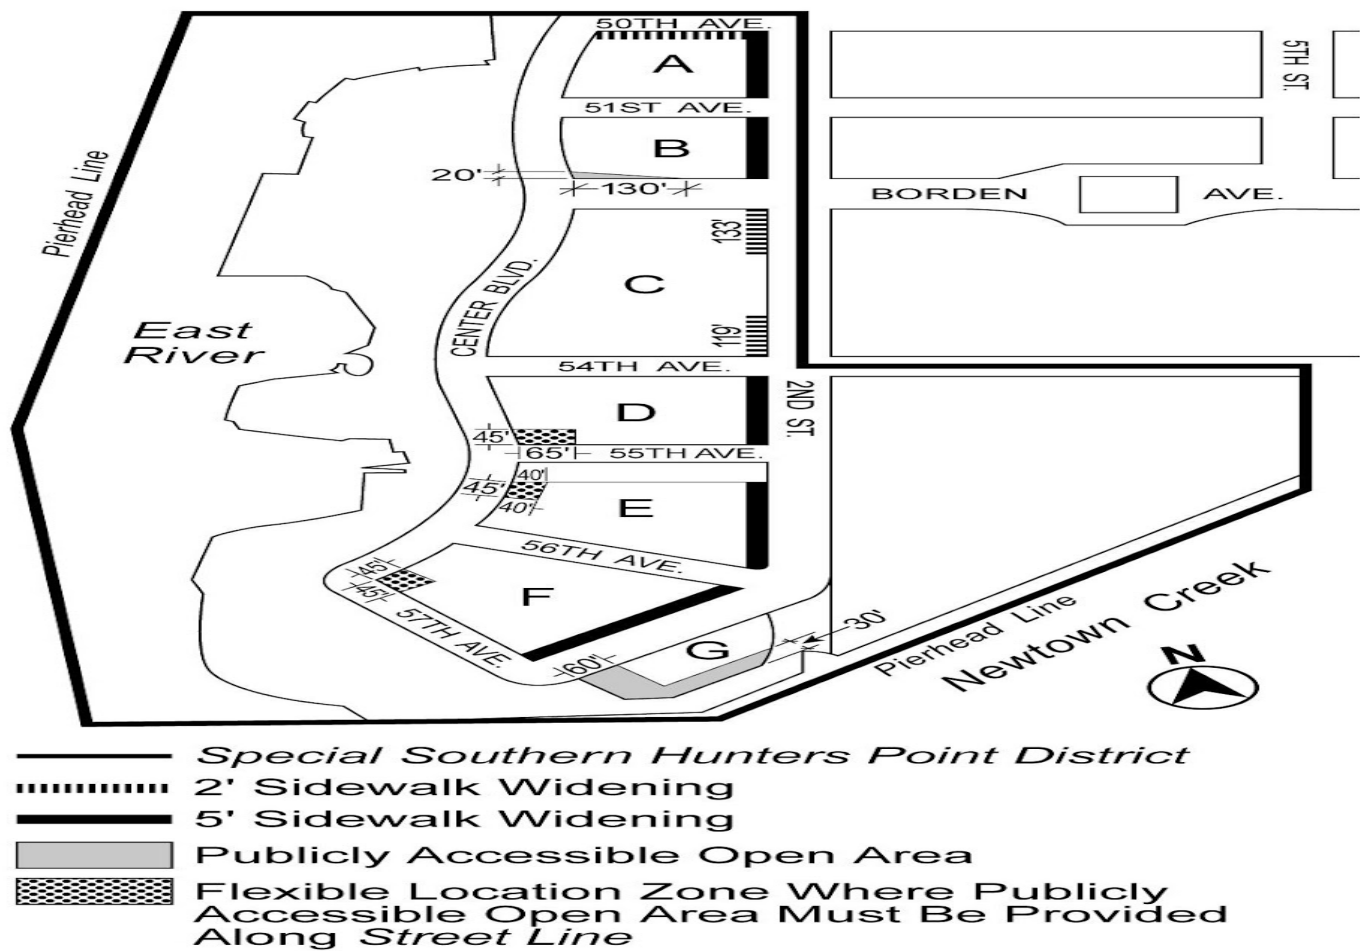 50TH AVE.
A
5TH ST.
51ST AVE.
B
Pierhead Line
20'
130'
BORDEN AVE.
133'
C
CENTER BLVD.
East
River
119'
54TH AVE.
D
2ND ST.
45'
65'
55TH AVE.
40'
45'
40'
E
56TH AVE.
45'
45'
F
57TH AVE.
G
60'
30'
Pierhead Line
Newtown Creek
N
Special Southern Hunters Point District
2' Sidewalk Widening
5' Sidewalk Widening
Publicly Accessible Open Area
Flexible Location Zone Where Publicly
Accessible Open Area Must Be Provided
Along Street Line